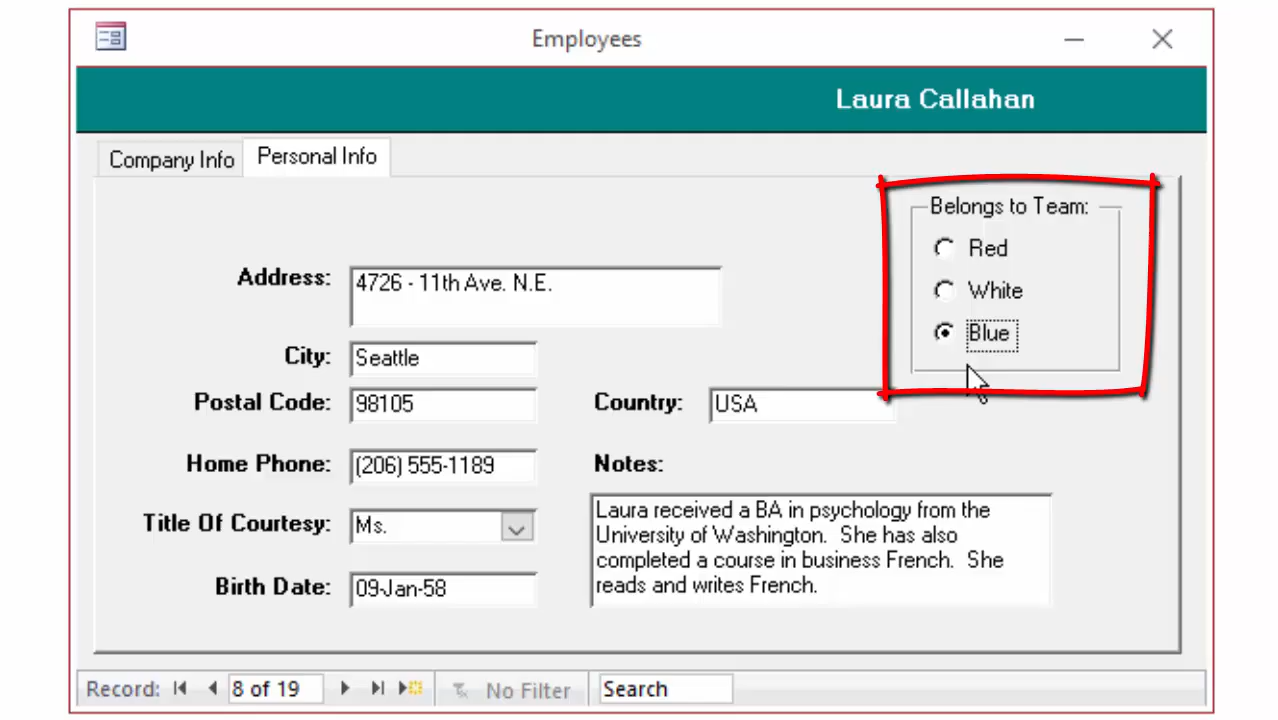 Employees
Laura Callahan
Company Info
Personal Info
Belongs to Team:
Red
White
Blue
Address: 4726 - 11th Ave. N.E.
City: Seattle
Postal Code: 98105
Country: USA
Home Phone: (206) 555-1189
Notes:
Laura received a BA in psychology from the
University of Washington.  She has also
completed a course in business French.  She
reads and writes French.
Title Of Courtesy: Ms.
Birth Date: 09-Jan-58
Record: 8 of 19 No Filter Search